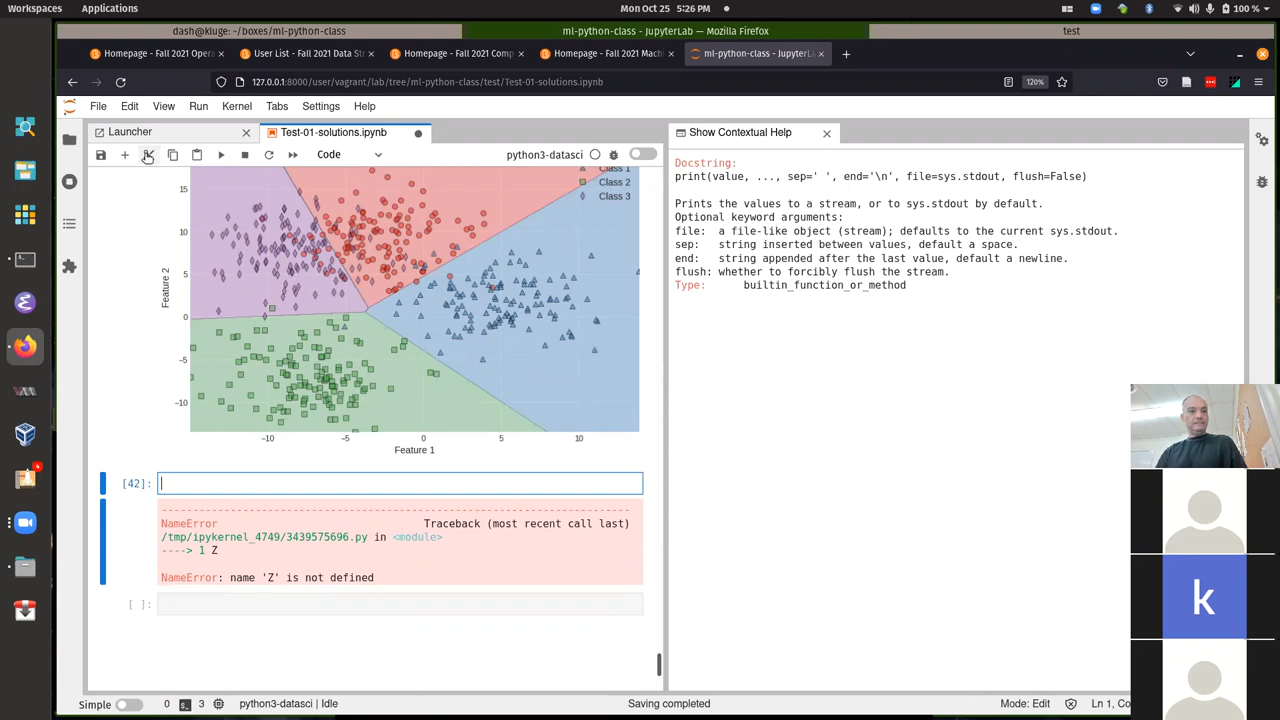 Workspaces Applications Mon Oct 25 5:26 PM 100 %
dash@kluge: ~/boxes/ml-python-class ml-python-class - JupyterLab — Mozilla Firefox test
Homepage - Fall 2021 Opera User List - Fall 2021 Data Str Homepage - Fall 2021 Comp Homepage - Fall 2021 Machi ml-python-class - JupyterLab
127.0.0.1:8000/user/vagrant/lab/tree/ml-python-class/test/Test-01-solutions.ipynb 120%
File Edit View Run Kernel Tabs Settings Help
Launcher Test-01-solutions.ipynb Show Contextual Help
Code python3-datasci
Class 1
Class 2
Class 3
15
10
5
0
−5
−10
Feature 2
−10 −5 0 5 10
Feature 1
[42]:
NameError Traceback (most recent call last)
/tmp/ipykernel_4749/3439575696.py in <module>
----> 1 Z
NameError: name 'Z' is not defined
[ ]:
Docstring:
print(value, ..., sep=' ', end='\n', file=sys.stdout, flush=False)
Prints the values to a stream, or to sys.stdout by default.
Optional keyword arguments:
file: a file-like object (stream); defaults to the current sys.stdout.
sep: string inserted between values, default a space.
end: string appended after the last value, default a newline.
flush: whether to forcibly flush the stream.
Type: builtin_function_or_method
k
Simple 0 3 python3-datasci | Idle Saving completed Mode: Edit Ln 1, Co